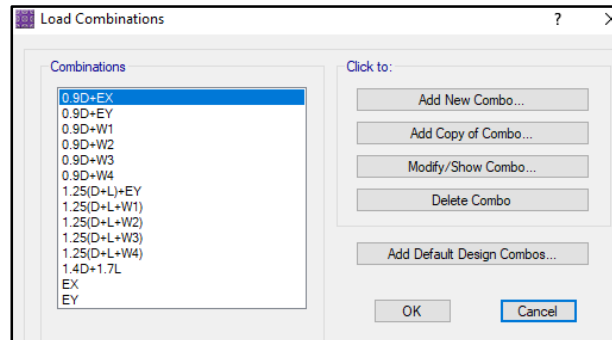 Load Combinations
Combinations
0.9D+EX
0.9D+EY
0.9D+W1
0.9D+W2
0.9D+W3
0.9D+W4
1.25(D+L)+EY
1.25(D+L+W1)
1.25(D+L+W2)
1.25(D+L+W3)
1.25(D+L+W4)
1.4D+1.7L
EX
EY
Click to:
Add New Combo...
Add Copy of Combo...
Modify/Show Combo...
Delete Combo
Add Default Design Combos...
OK
Cancel